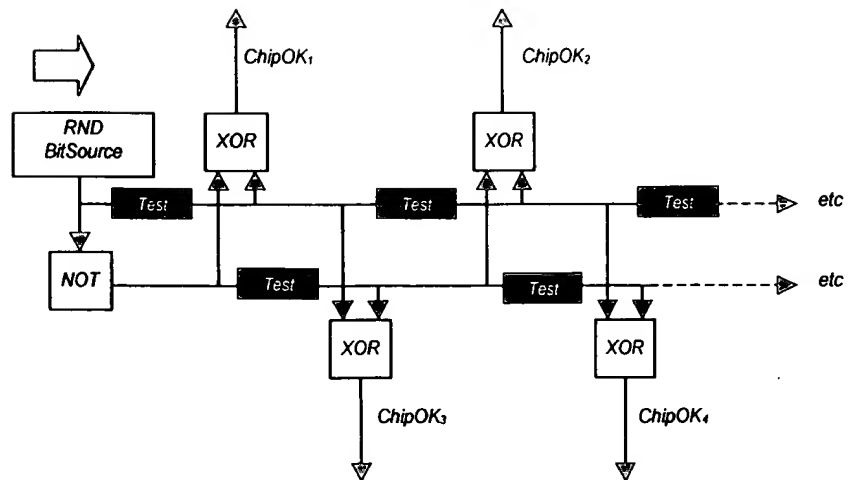 ChipOK1
ChipOK2
RND
BitSource
XOR
XOR
Test
Test
Test
etc
NOT
Test
Test
etc
XOR
XOR
ChipOK3
ChipOK4